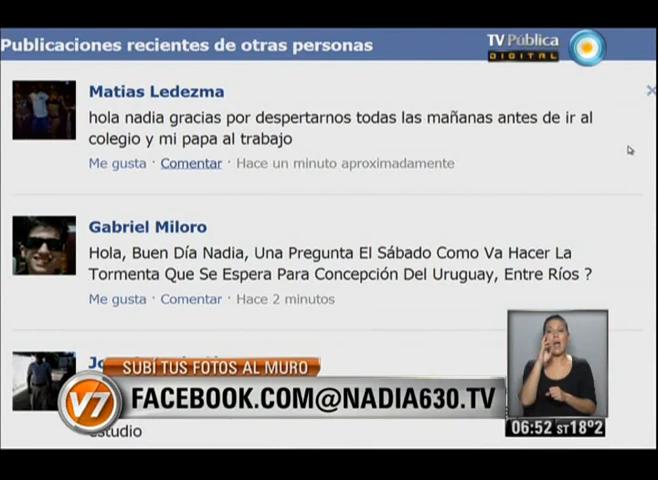 Publicaciones recientes de otras personas
TV Pública
DIGITAL
Matias Ledezma
hola nadia gracias por despertarnos todas las mañanas antes de ir al
colegio y mi papa al trabajo
Me gusta · Comentar · Hace un minuto aproximadamente
Gabriel Miloro
Hola, Buen Día Nadia, Una Pregunta El Sábado Como Va Hacer La
Tormenta Que Se Espera Para Concepción Del Uruguay, Entre Ríos ?
Me gusta · Comentar · Hace 2 minutos
SUBÍ TUS FOTOS AL MURO
V7
FACEBOOK.COM@NADIA630.TV
estudio
06:52 ST18º2